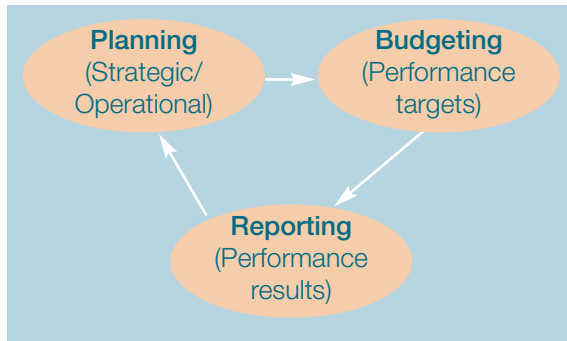 Planning
(Strategic/
Operational)
Budgeting
(Performance
targets)
Reporting
(Performance
results)